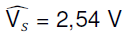 V̂ₛ = 2,54 V